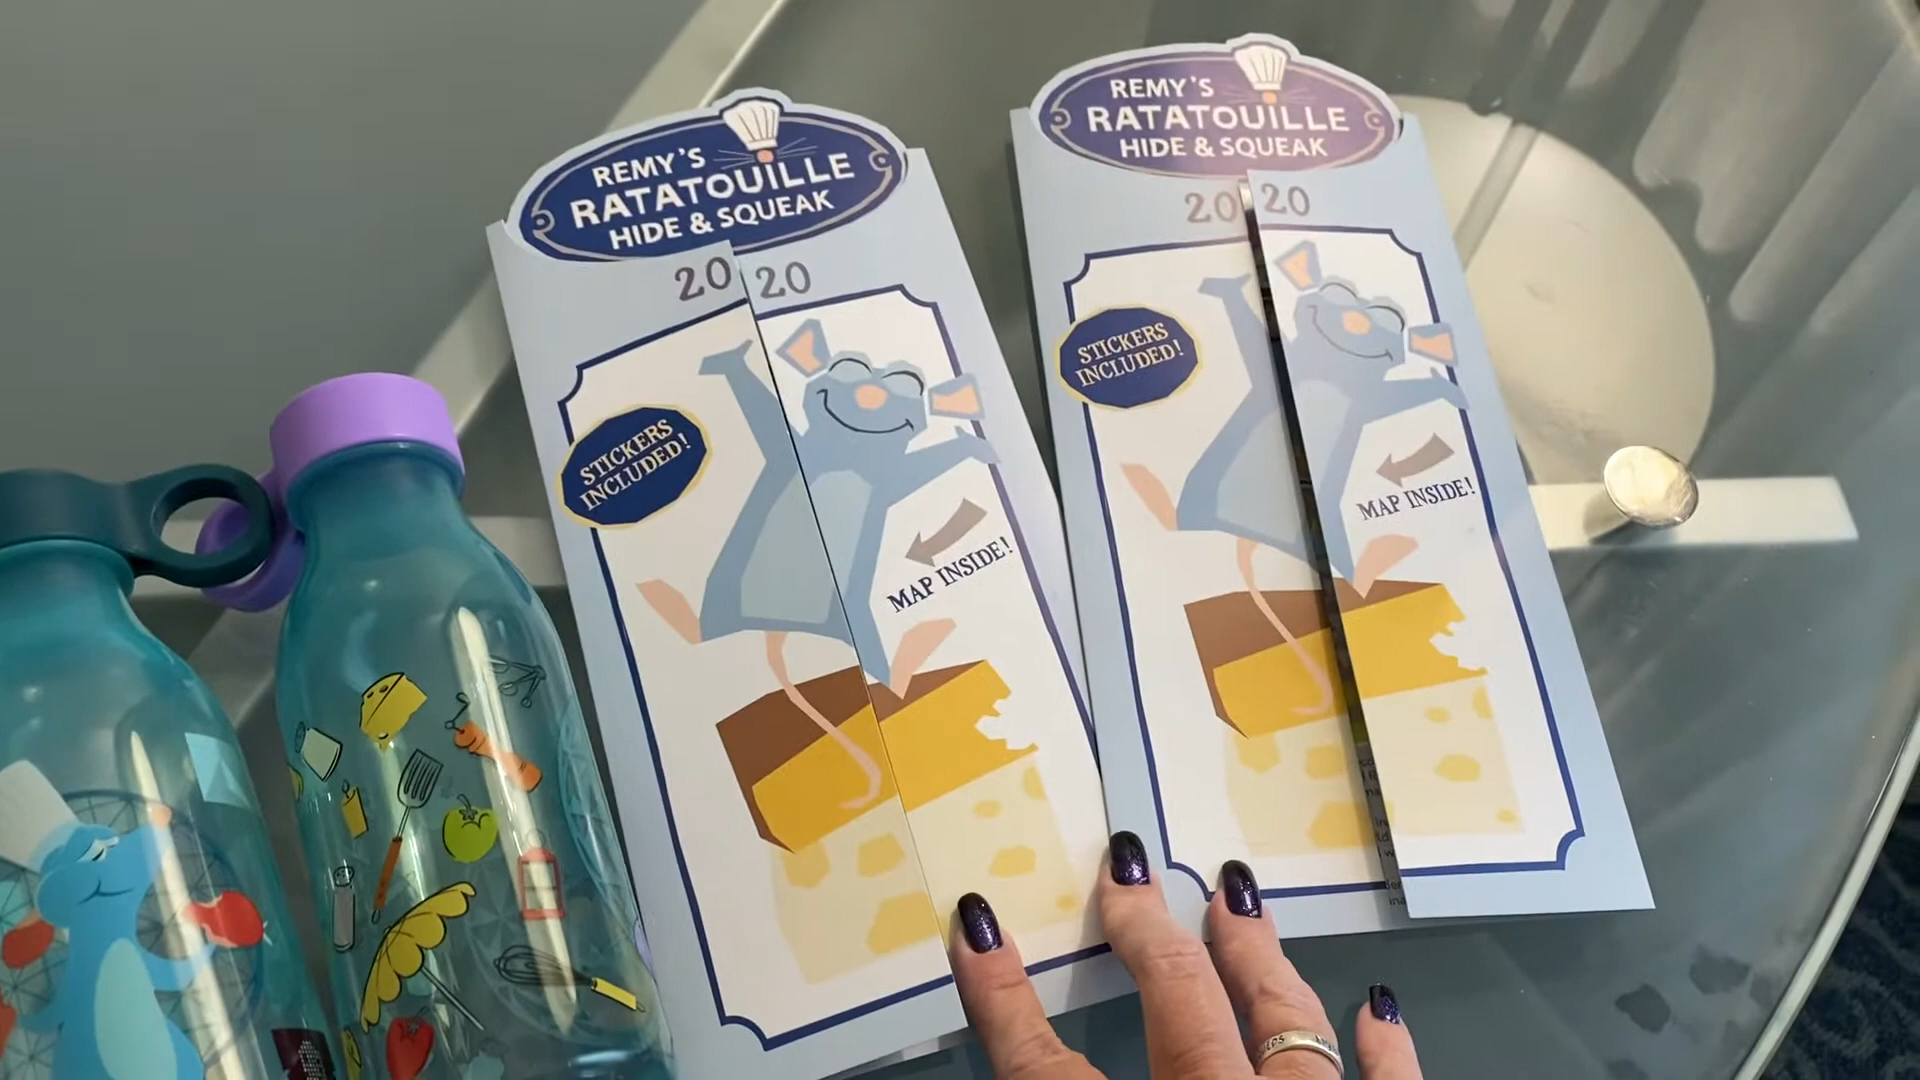 REMY'S
RATATOUILLE
HIDE & SQUEAK
2020
STICKERS
INCLUDED!
MAP INSIDE!
REMY'S
RATATOUILLE
HIDE & SQUEAK
2020
STICKERS
INCLUDED!
MAP INSIDE!